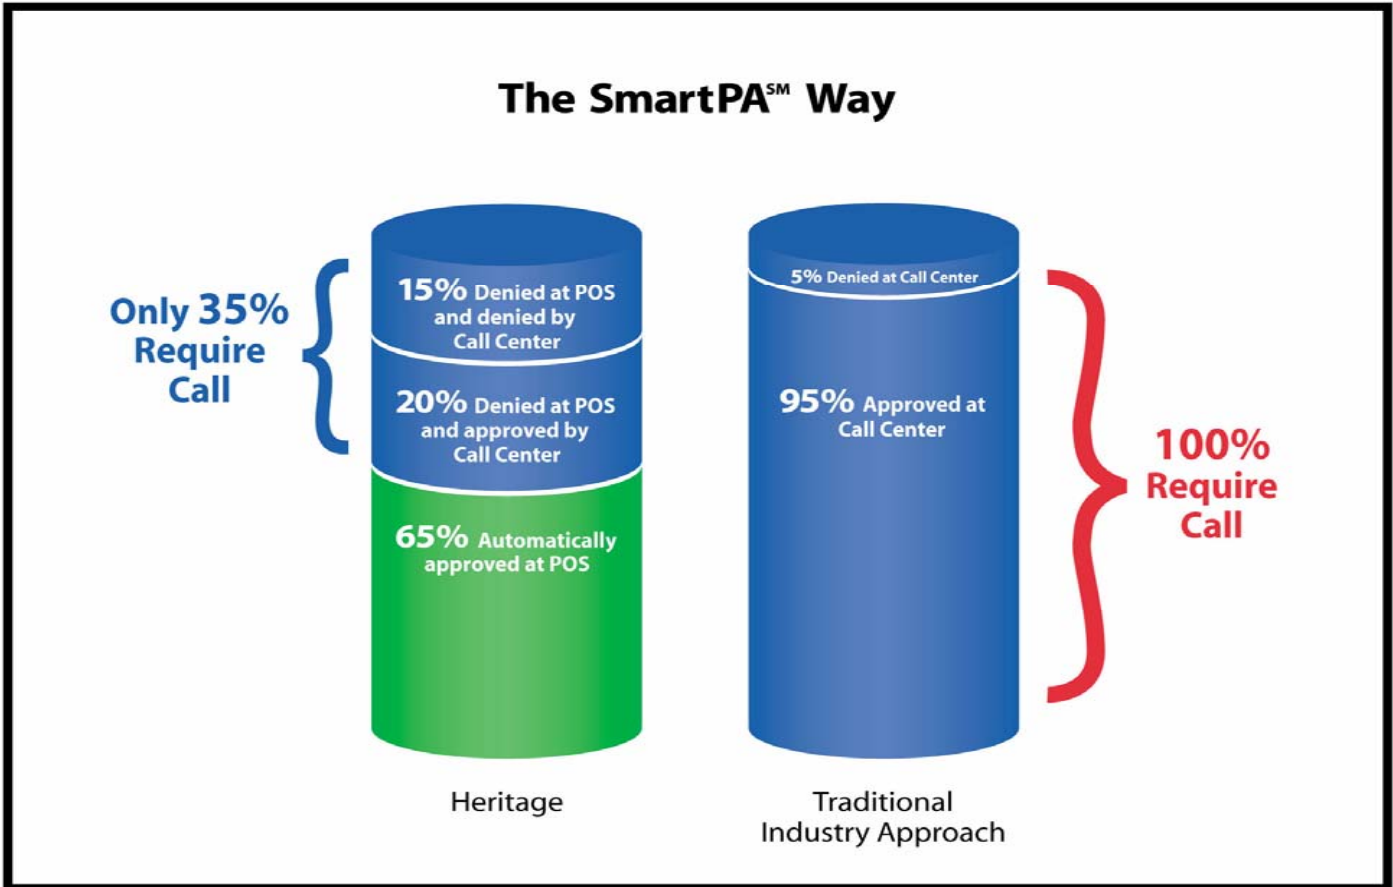 The SmartPA℠ Way
Only 35%
Require
Call
15% Denied at POS
and denied by
Call Center
20% Denied at POS
and approved by
Call Center
65% Automatically
approved at POS
Heritage
5% Denied at Call Center
95% Approved at
Call Center
100%
Require
Call
Traditional
Industry Approach